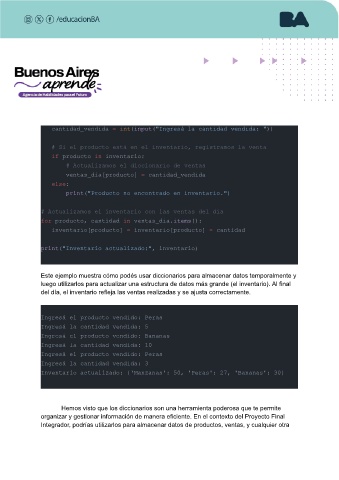 /educacionBA
BA
Buenos Aires
aprende
Agencia de Habilidades para el Futuro
cantidad_vendida = int(input("Ingresá la cantidad vendida: "))
# Si el producto está en el inventario, registramos la venta
if producto in inventario:
# Actualizamos el diccionario de ventas
ventas_dia[producto] = cantidad_vendida
else:
print("Producto no encontrado en inventario.")
# Actualizamos el inventario con las ventas del día
for producto, cantidad in ventas_dia.items():
inventario[producto] = inventario[producto] - cantidad
print("Inventario actualizado:", inventario)
Este ejemplo muestra cómo podés usar diccionarios para almacenar datos temporalmente y
luego utilizarlos para actualizar una estructura de datos más grande (el inventario). Al final
del día, el inventario refleja las ventas realizadas y se ajusta correctamente.
Ingresá el producto vendido: Peras
Ingresá la cantidad vendida: 5
Ingresá el producto vendido: Bananas
Ingresá la cantidad vendida: 10
Ingresá el producto vendido: Peras
Ingresá la cantidad vendida: 3
Inventario actualizado: {'Manzanas': 50, 'Peras': 27, 'Bananas': 30}
Hemos visto que los diccionarios son una herramienta poderosa que te permite
organizar y gestionar información de manera eficiente. En el contexto del Proyecto Final
Integrador, podrías utilizarlos para almacenar datos de productos, ventas, y cualquier otra